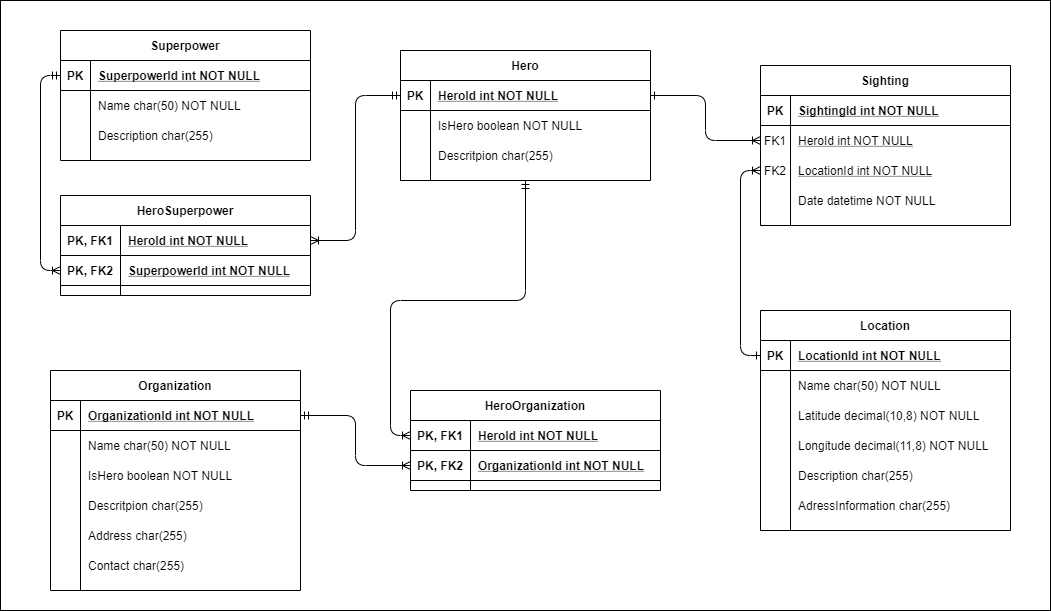 Superpower
PK SuperpowerId int NOT NULL
Name char(50) NOT NULL
Description char(255)
HeroSuperpower
PK, FK1 HeroId int NOT NULL
PK, FK2 SuperpowerId int NOT NULL
Hero
PK HeroId int NOT NULL
IsHero boolean NOT NULL
Descritpion char(255)
Sighting
PK SightingId int NOT NULL
FK1 HeroId int NOT NULL
FK2 LocationId int NOT NULL
Date datetime NOT NULL
Location
PK LocationId int NOT NULL
Name char(50) NOT NULL
Latitude decimal(10,8) NOT NULL
Longitude decimal(11,8) NOT NULL
Description char(255)
AdressInformation char(255)
Organization
PK OrganizationId int NOT NULL
Name char(50) NOT NULL
IsHero boolean NOT NULL
Descritpion char(255)
Address char(255)
Contact char(255)
HeroOrganization
PK, FK1 HeroId int NOT NULL
PK, FK2 OrganizationId int NOT NULL